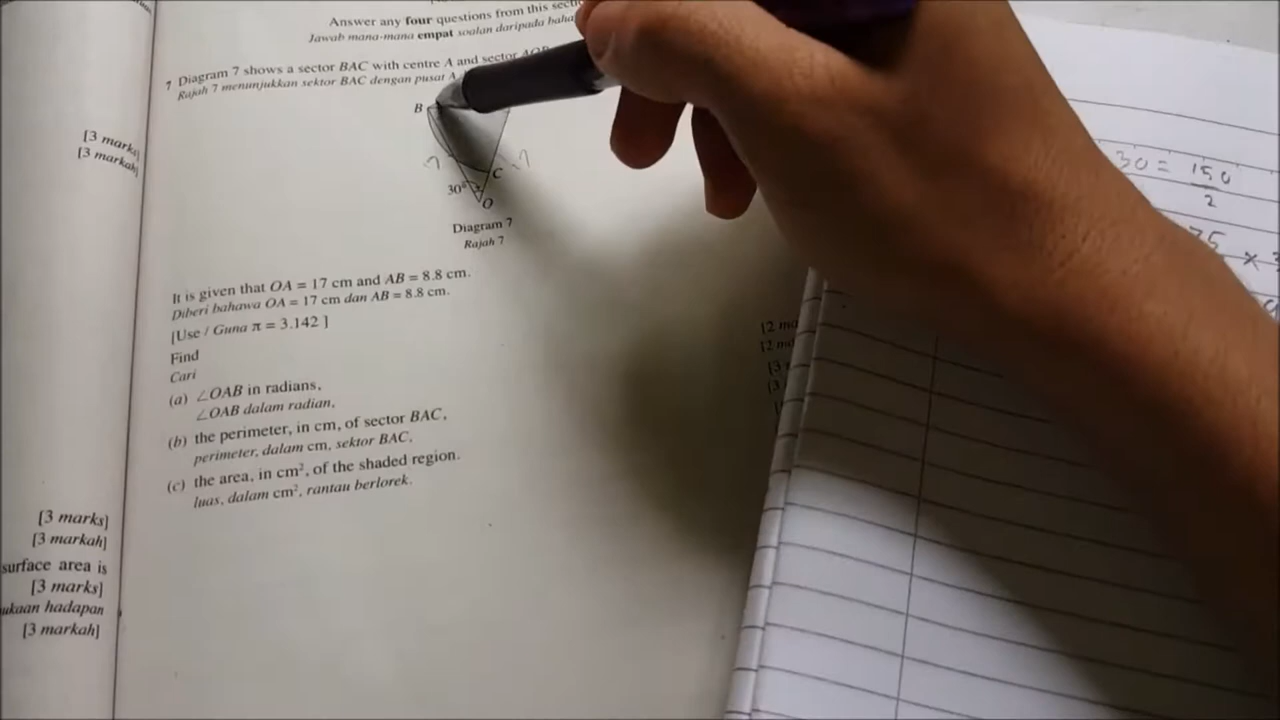 Answer any four questions from this
Jawab mana-mana empat soalan daripada
7 Diagram 7 shows a sector BAC with centre A and sector
Rajah 7 menunjukkan sektor BAC dengan pusat A
B
C
30°
O
Diagram 7
Rajah 7
It is given that OA = 17 cm and AB = 8.8 cm.
Diberi bahawa OA = 17 cm dan AB = 8.8 cm.
[Use / Guna π = 3.142 ]
Find
Cari
(a) ∠OAB in radians,
∠OAB dalam radian,
(b) the perimeter, in cm, of sector BAC,
perimeter, dalam cm, sektor BAC,
(c) the area, in cm², of the shaded region.
luas, dalam cm², rantau berlorek.
[3 marks]
[3 markah]
[3 marks]
[3 markah]
surface area is
[3 marks]
hadapan
[3 markah]
30 = 150
2